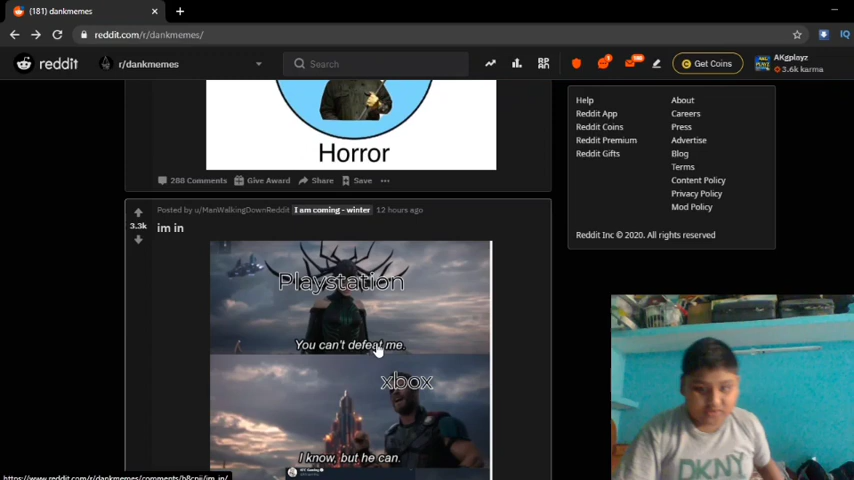 (181) dankmemes
reddit.com/r/dankmemes/
IQ
reddit
r/dankmemes
Search
Get Coins
AKgplayz
3.6k karma
Horror
288 Comments Give Award Share Save
Help
About
Reddit App
Careers
Reddit Coins
Press
Reddit Premium
Advertise
Reddit Gifts
Blog
Terms
Content Policy
Privacy Policy
Mod Policy
Reddit Inc © 2020. All rights reserved
Posted by u/ManWalkingDownReddit I am coming - winter 12 hours ago
3.3k
im in
Playstation
You can't defeat me.
xbox
I know, but he can.
DKNY